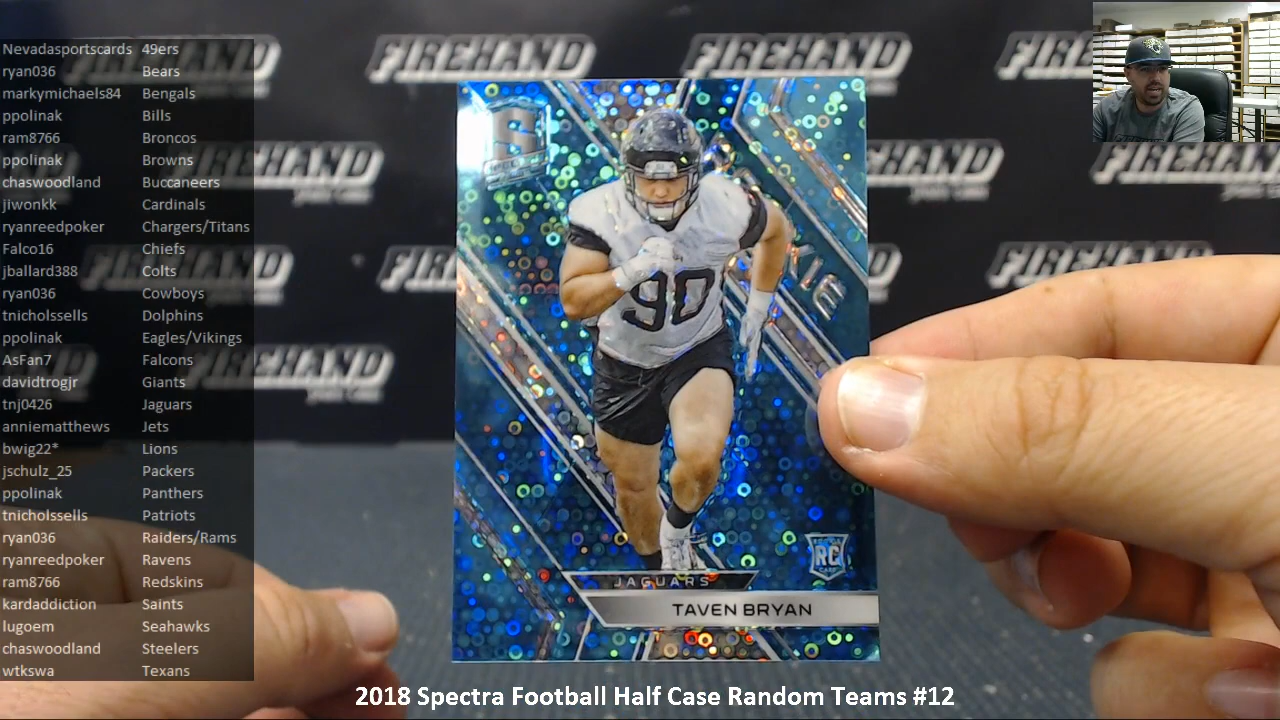 Nevadasportscards 49ers
ryan036 Bears
markymichaels84 Bengals
ppolinak Bills
ram8766 Broncos
ppolinak Browns
chaswoodland Buccaneers
jiwonkk Cardinals
ryanreedpoker Chargers/Titans
Falco16 Chiefs
jballard388 Colts
ryan036 Cowboys
tnicholssells Dolphins
ppolinak Eagles/Vikings
AsFan7 Falcons
davidtrogjr Giants
tnj0426 Jaguars
anniematthews Jets
bwig22* Lions
jschulz_25 Packers
ppolinak Panthers
tnicholssells Patriots
ryan036 Raiders/Rams
ryanreedpoker Ravens
ram8766 Redskins
kardaddiction Saints
lugoem Seahawks
chaswoodland Steelers
wtkswa Texans
FIREHAND
FIREHAND
FIREHAND
FIREHAND
FIREHAND
FIREHAND
FIREHAND
S
90
RC
JAGUARS
TAVEN BRYAN
2018 Spectra Football Half Case Random Teams #12